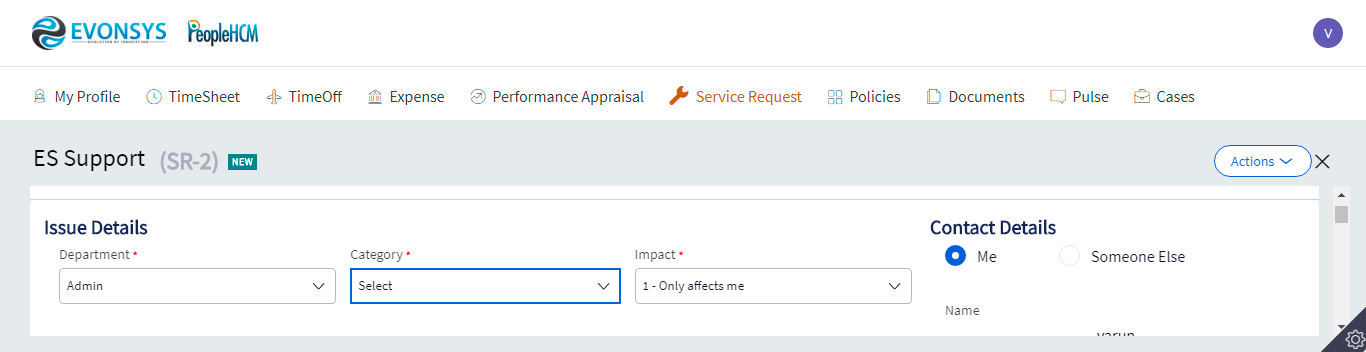 EVONSYS
EVOLUTION BY INNOVATION
PeopleHCM
V
My Profile TimeSheet TimeOff Expense Performance Appraisal Service Request Policies Documents Pulse Cases
ES Support (SR-2) NEW
Actions
Issue Details
Contact Details
Department * Category * Impact *
Me Someone Else
Admin Select 1 - Only affects me
Name
varun